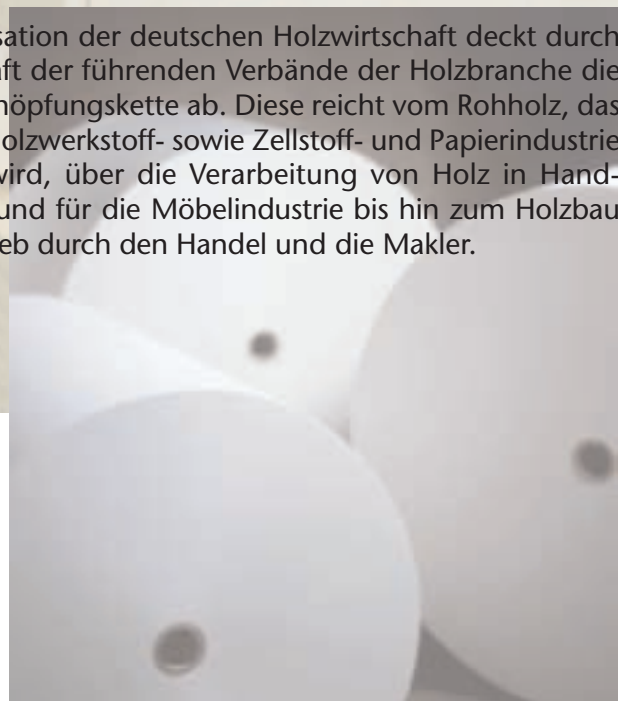 sation der deutschen Holzwirtschaft deckt durch
aft der führenden Verbände der Holzbranche die
höpfungskette ab. Diese reicht vom Rohholz, das
olzwerkstoff- sowie Zellstoff- und Papierindustrie
wird, über die Verarbeitung von Holz in Hand-
und für die Möbelindustrie bis hin zum Holzbau
eb durch den Handel und die Makler.